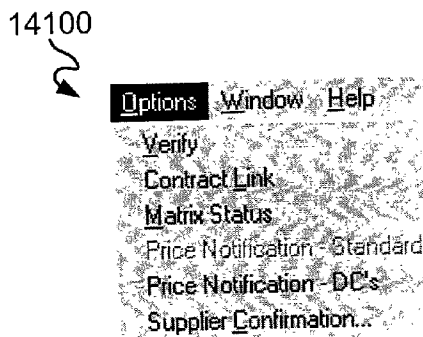 14100
Options Window Help
Verify
Contract Link
Matrix Status
Price Notification - Standard
Price Notification - DC's
Supplier Confirmation...